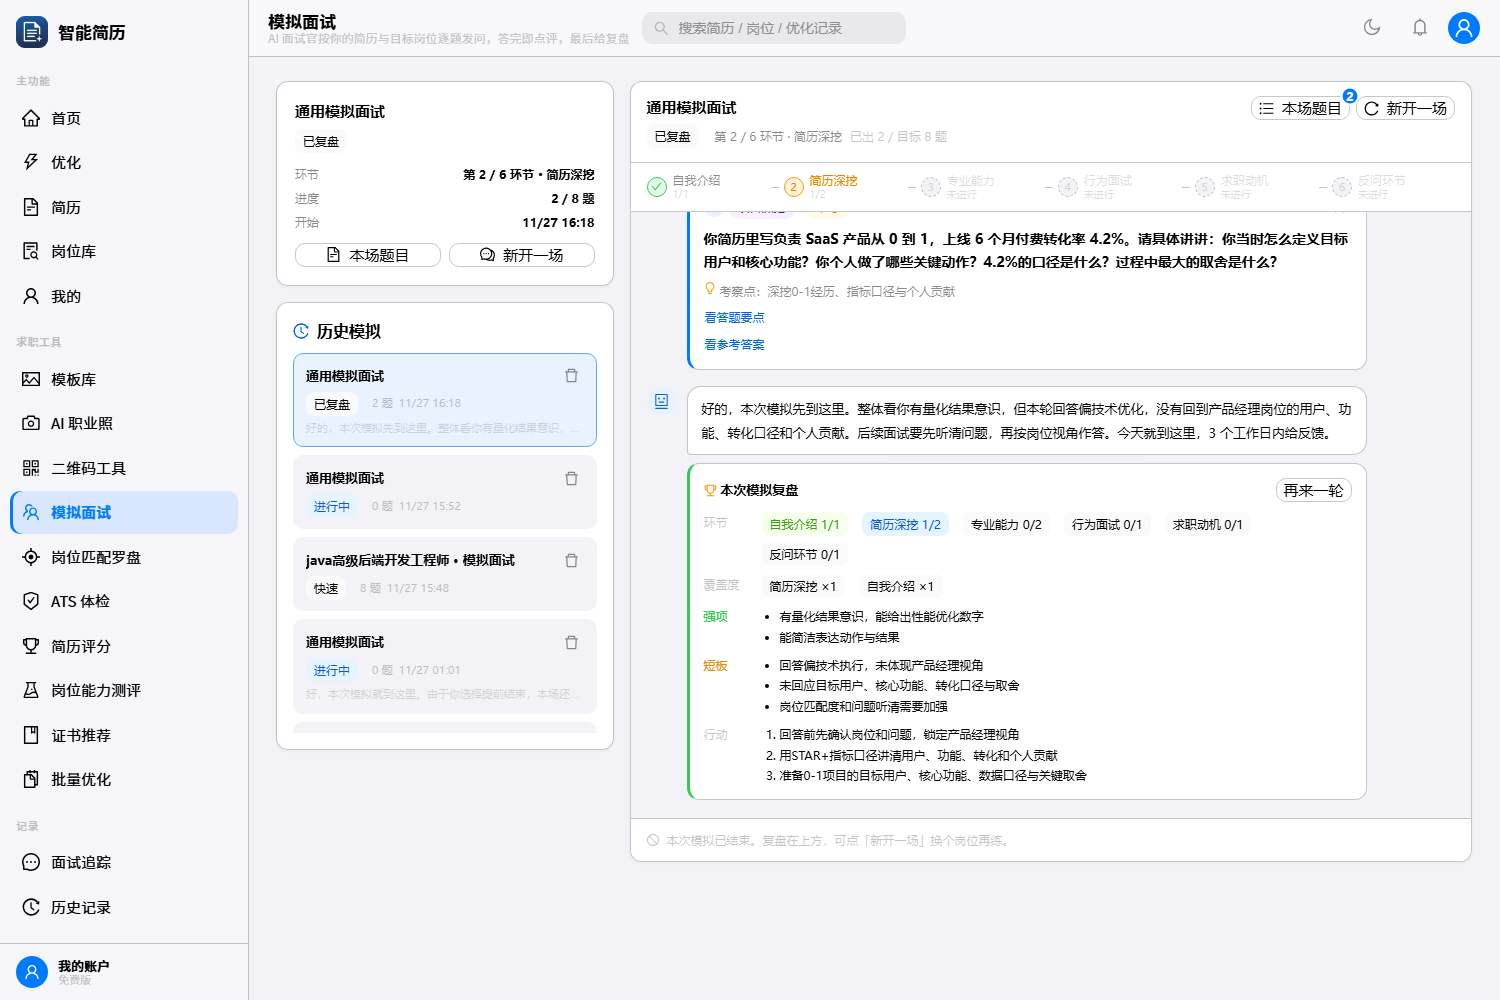 智能简历
主功能
首页
优化
简历
岗位库
我的
求职工具
模板库
AI 职业照
二维码工具
模拟面试
岗位匹配罗盘
ATS 体检
简历评分
岗位能力测评
证书推荐
批量优化
记录
面试追踪
历史记录
我的账户
免费版
模拟面试
AI 面试官按你的简历与目标岗位逐题发问，答完即点评，最后给复盘
搜索简历 / 岗位 / 优化记录
通用模拟面试
已复盘
环节 第 2 / 6 环节 · 简历深挖
进度 2 / 8 题
开始 11/27 16:18
本场题目 新开一场
历史模拟
通用模拟面试
已复盘 2 题 11/27 16:18
好的，本次模拟先到这里。整体看你有量化结果意识，...
通用模拟面试
进行中 0 题 11/27 15:52
java高级后端开发工程师 · 模拟面试
快速 8 题 11/27 15:48
通用模拟面试
进行中 0 题 11/27 01:01
好，本次模拟就到这里。由于你选择提前结束，本场还...
通用模拟面试
本场题目 2 新开一场
已复盘 第 2 / 6 环节 · 简历深挖 已出 2 / 目标 8 题
自我介绍 1/1
2 简历深挖 1/2
3 专业能力 未进行
4 行为面试 未进行
5 求职动机 未进行
6 反问环节 未进行
你简历里写负责 SaaS 产品从 0 到 1，上线 6 个月付费转化率 4.2%。请具体讲讲：你当时怎么定义目标
用户和核心功能？你个人做了哪些关键动作？4.2%的口径是什么？过程中最大的取舍是什么？
考察点：深挖0-1经历、指标口径与个人贡献
看答题要点
看参考答案
好的，本次模拟先到这里。整体看你有量化结果意识，但本轮回答偏技术优化，没有回到产品经理岗位的用户、功
能、转化口径和个人贡献。后续面试要先听清问题，再按岗位视角作答。今天就到这里，3 个工作日内给反馈。
本次模拟复盘 再来一轮
环节 自我介绍 1/1 简历深挖 1/2 专业能力 0/2 行为面试 0/1 求职动机 0/1
反问环节 0/1
覆盖度 简历深挖 ×1 自我介绍 ×1
强项 • 有量化结果意识，能给出性能优化数字
• 能简洁表达动作与结果
短板 • 回答偏技术执行，未体现产品经理视角
• 未回应目标用户、核心功能、转化口径与取舍
• 岗位匹配度和问题听清需要加强
行动 1. 回答前先确认岗位和问题，锁定产品经理视角
2. 用STAR+指标口径讲清用户、功能、转化和个人贡献
3. 准备0-1项目的目标用户、核心功能、数据口径与关键取舍
本次模拟已结束。复盘在上方，可点「新开一场」换个岗位再练。